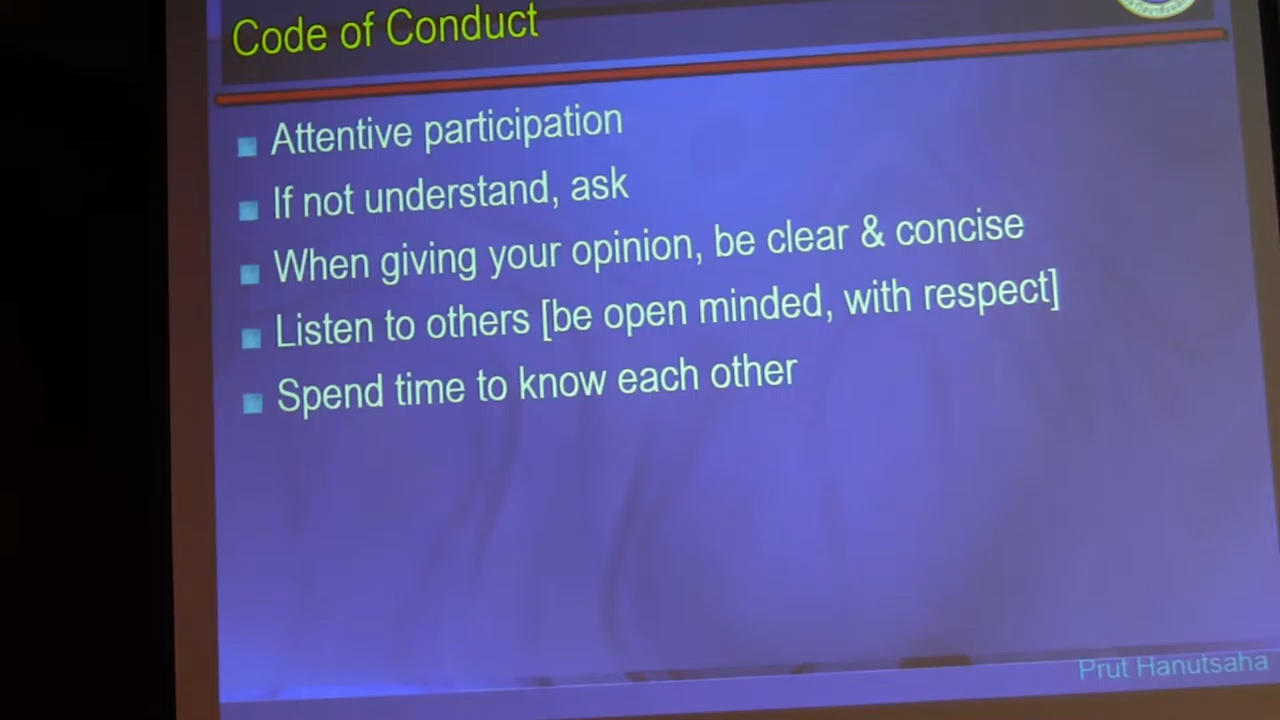 Code of Conduct
Attentive participation
If not understand, ask
When giving your opinion, be clear & concise
Listen to others [be open minded, with respect]
Spend time to know each other
Prut Hanutsaha